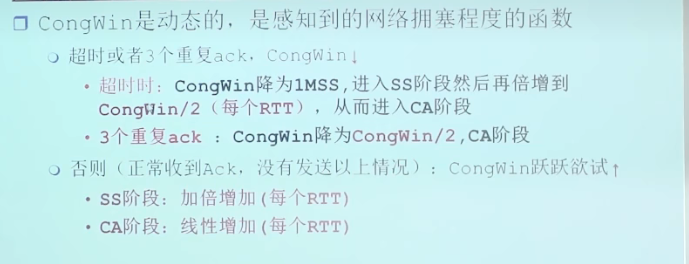 CongWin是动态的,是感知到的网络拥塞程度的函数
超时或者3个重复ack,CongWin↓
• 超时时:CongWin降为1MSS,进入SS阶段然后再倍增到
CongWin/2(每个RTT),从而进入CA阶段
• 3个重复ack :CongWin降为CongWin/2,CA阶段
否则(正常收到Ack,没有发送以上情况):CongWin跃跃欲试↑
• SS阶段:加倍增加(每个RTT)
• CA阶段:线性增加(每个RTT)